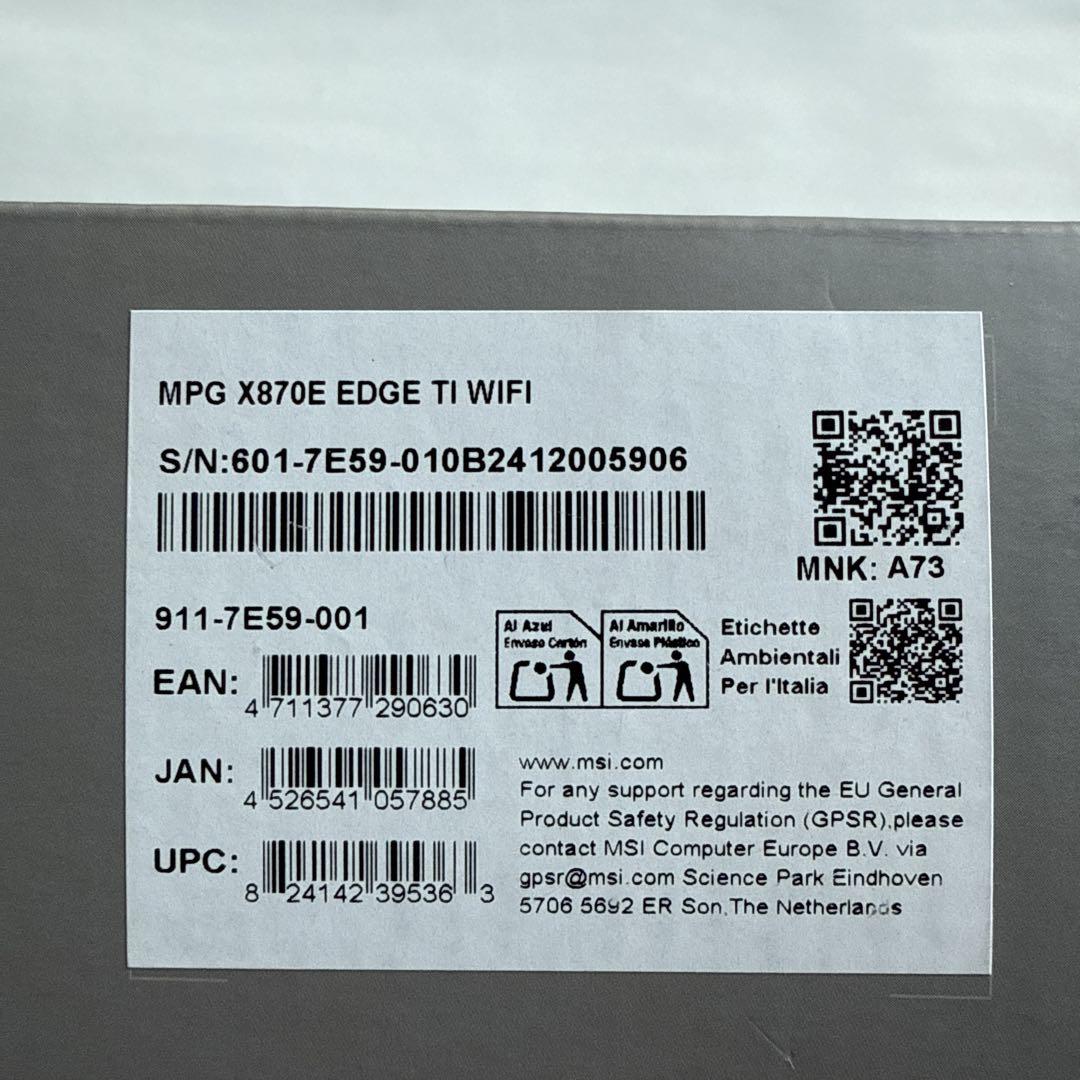 MPG X870E EDGE TI WIFI
S/N:601-7E59-010B2412005906
MNK: A73
911-7E59-001
Al Azul
Envase Cartón
Al Amarillo
Envase Plástico
Etichette
Ambientali
Per l'Italia
EAN:
4 711377 290630
JAN:
4 526541 057885
UPC:
8 24142 39536 3
www.msi.com
For any support regarding the EU General
Product Safety Regulation (GPSR),please
contact MSI Computer Europe B.V. via
gpsr@msi.com Science Park Eindhoven
5706 5692 ER Son,The Netherlands